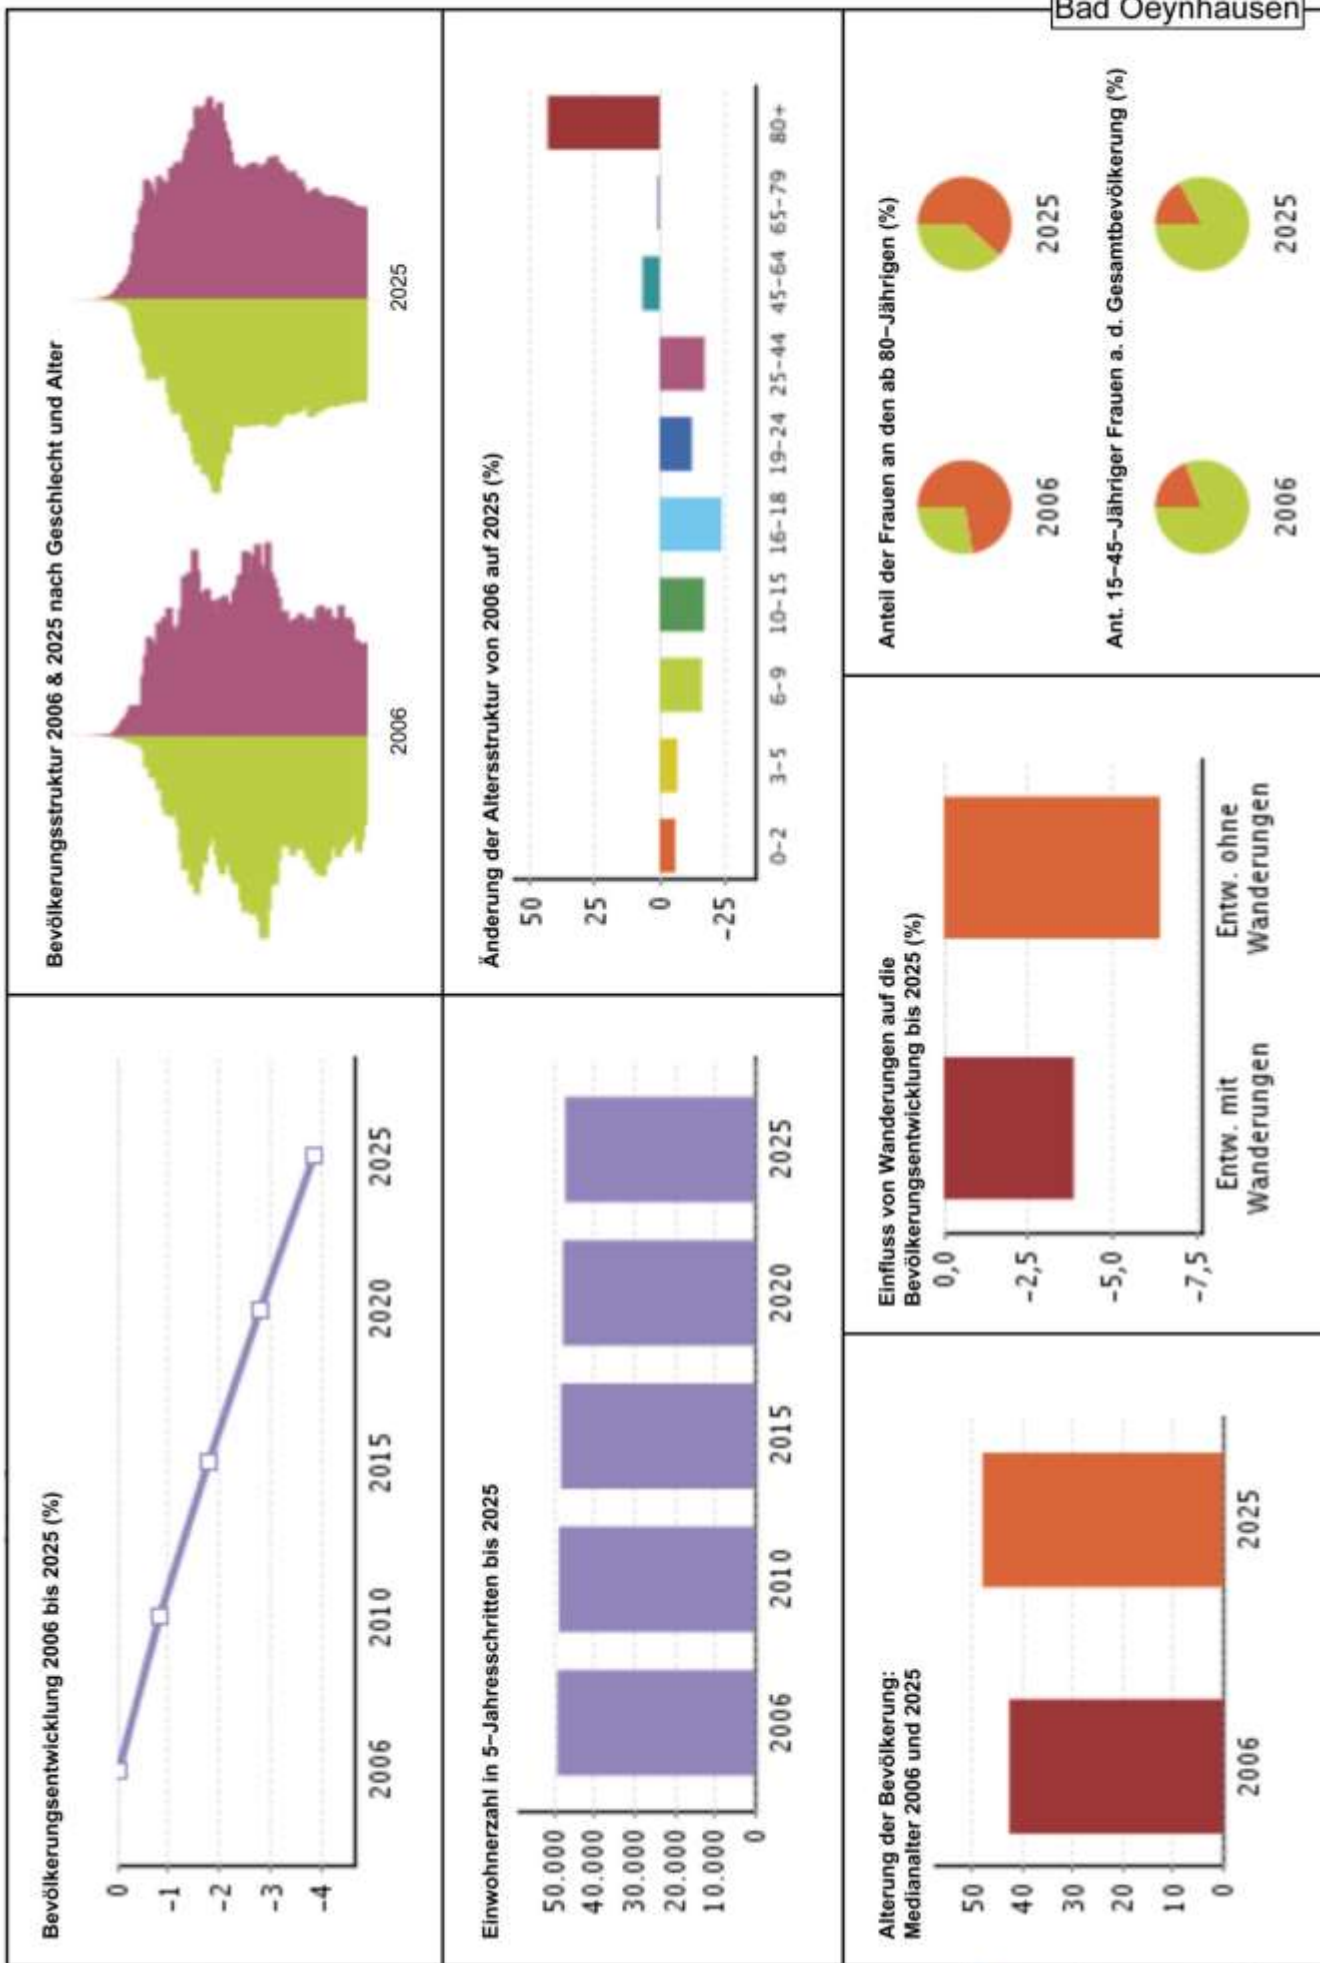 Bad Oeynhausen
Bevölkerungsentwicklung 2006 bis 2025 (%)
0
-1
-2
-3
-4
2006 2010 2015 2020 2025
Bevölkerungsstruktur 2006 & 2025 nach Geschlecht und Alter
2006 2025
Einwohnerzahl in 5-Jahresschritten bis 2025
50.000
40.000
30.000
20.000
10.000
0
2006 2010 2015 2020 2025
Änderung der Altersstruktur von 2006 auf 2025 (%)
50
25
0
-25
0-2 3-5 6-9 10-15 16-18 19-24 25-44 45-64 65-79 80+
Alterung der Bevölkerung:
Medianalter 2006 und 2025
50
40
30
20
10
0
2006 2025
Einfluss von Wanderungen auf die
Bevölkerungsentwicklung bis 2025 (%)
0,0
-2,5
-5,0
-7,5
Entw. mit Entw. ohne
Wanderungen Wanderungen
Anteil der Frauen an den ab 80-Jährigen (%)
2006 2025
Ant. 15-45-Jähriger Frauen a. d. Gesamtbevölkerung (%)
2006 2025